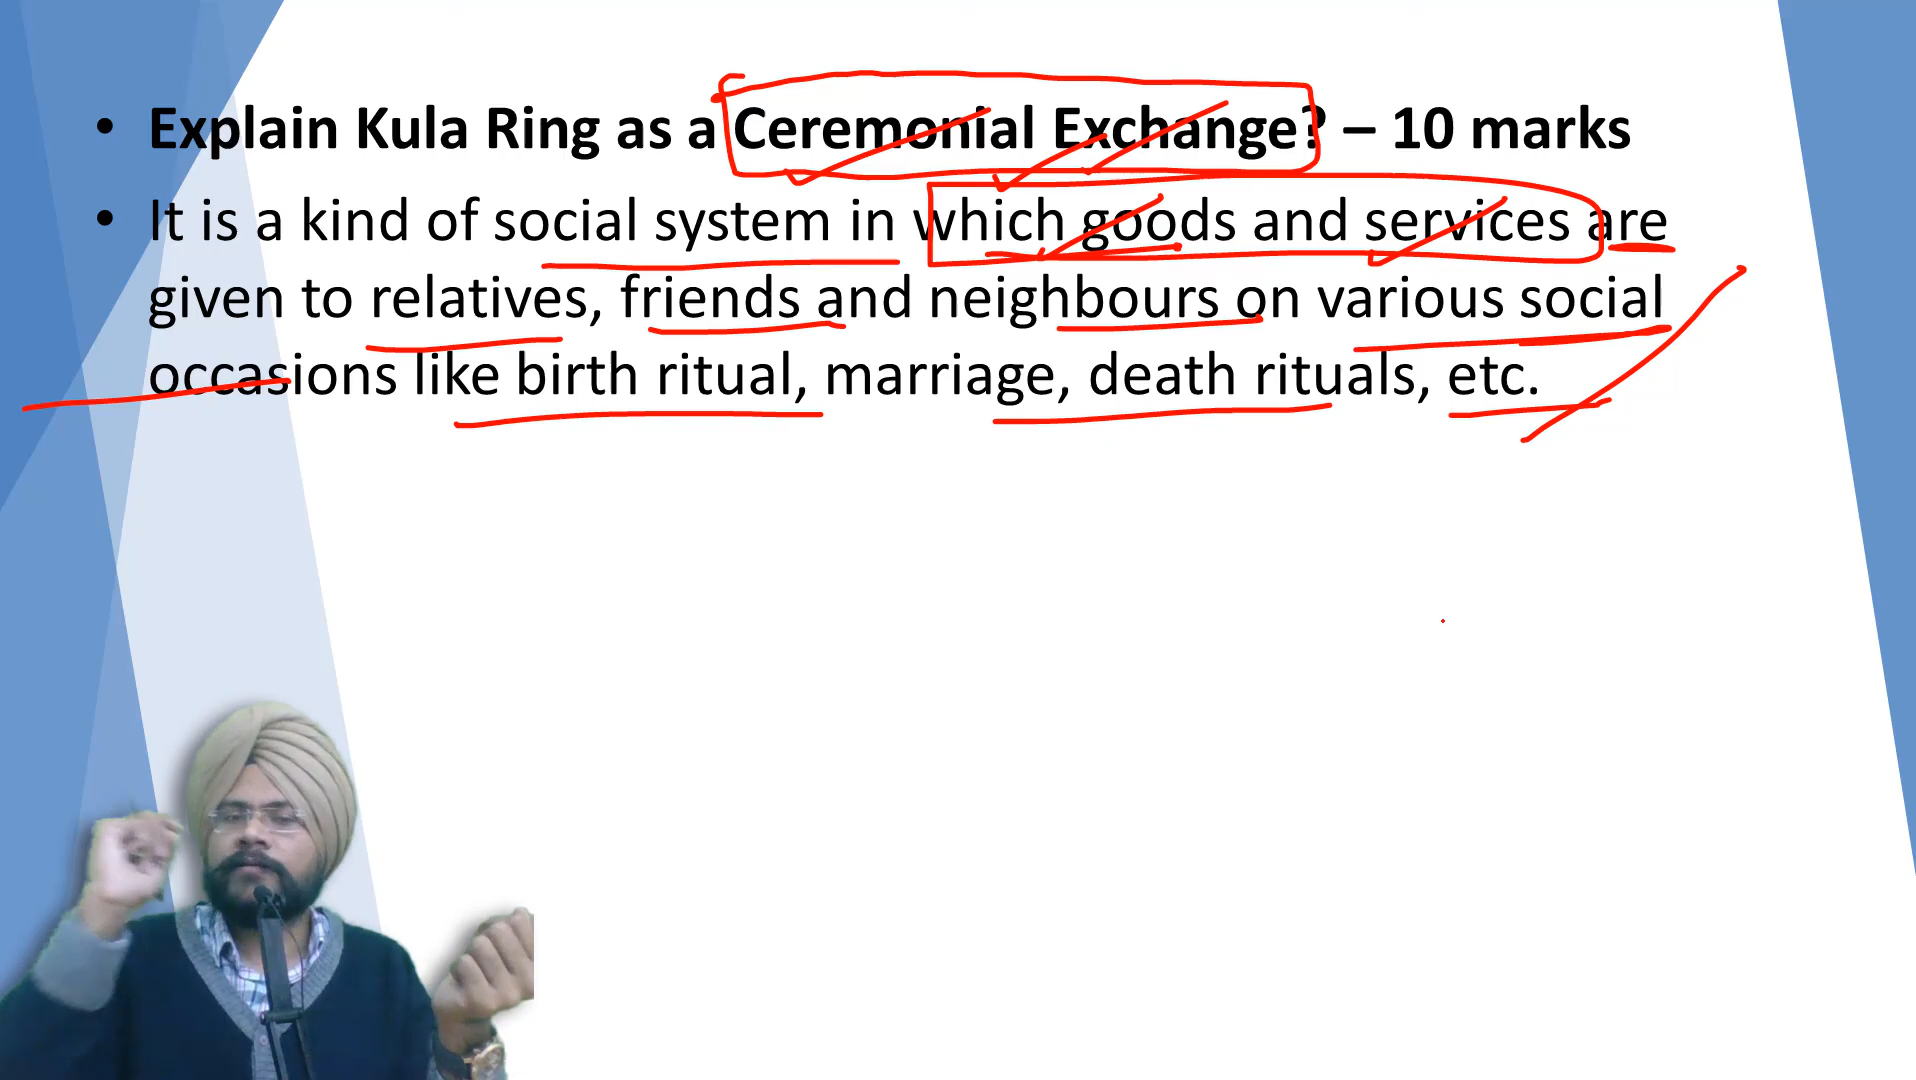 • Explain Kula Ring as a Ceremonial Exchange? – 10 marks
• It is a kind of social system in which goods and services are
given to relatives, friends and neighbours on various social
occasions like birth ritual, marriage, death rituals, etc.